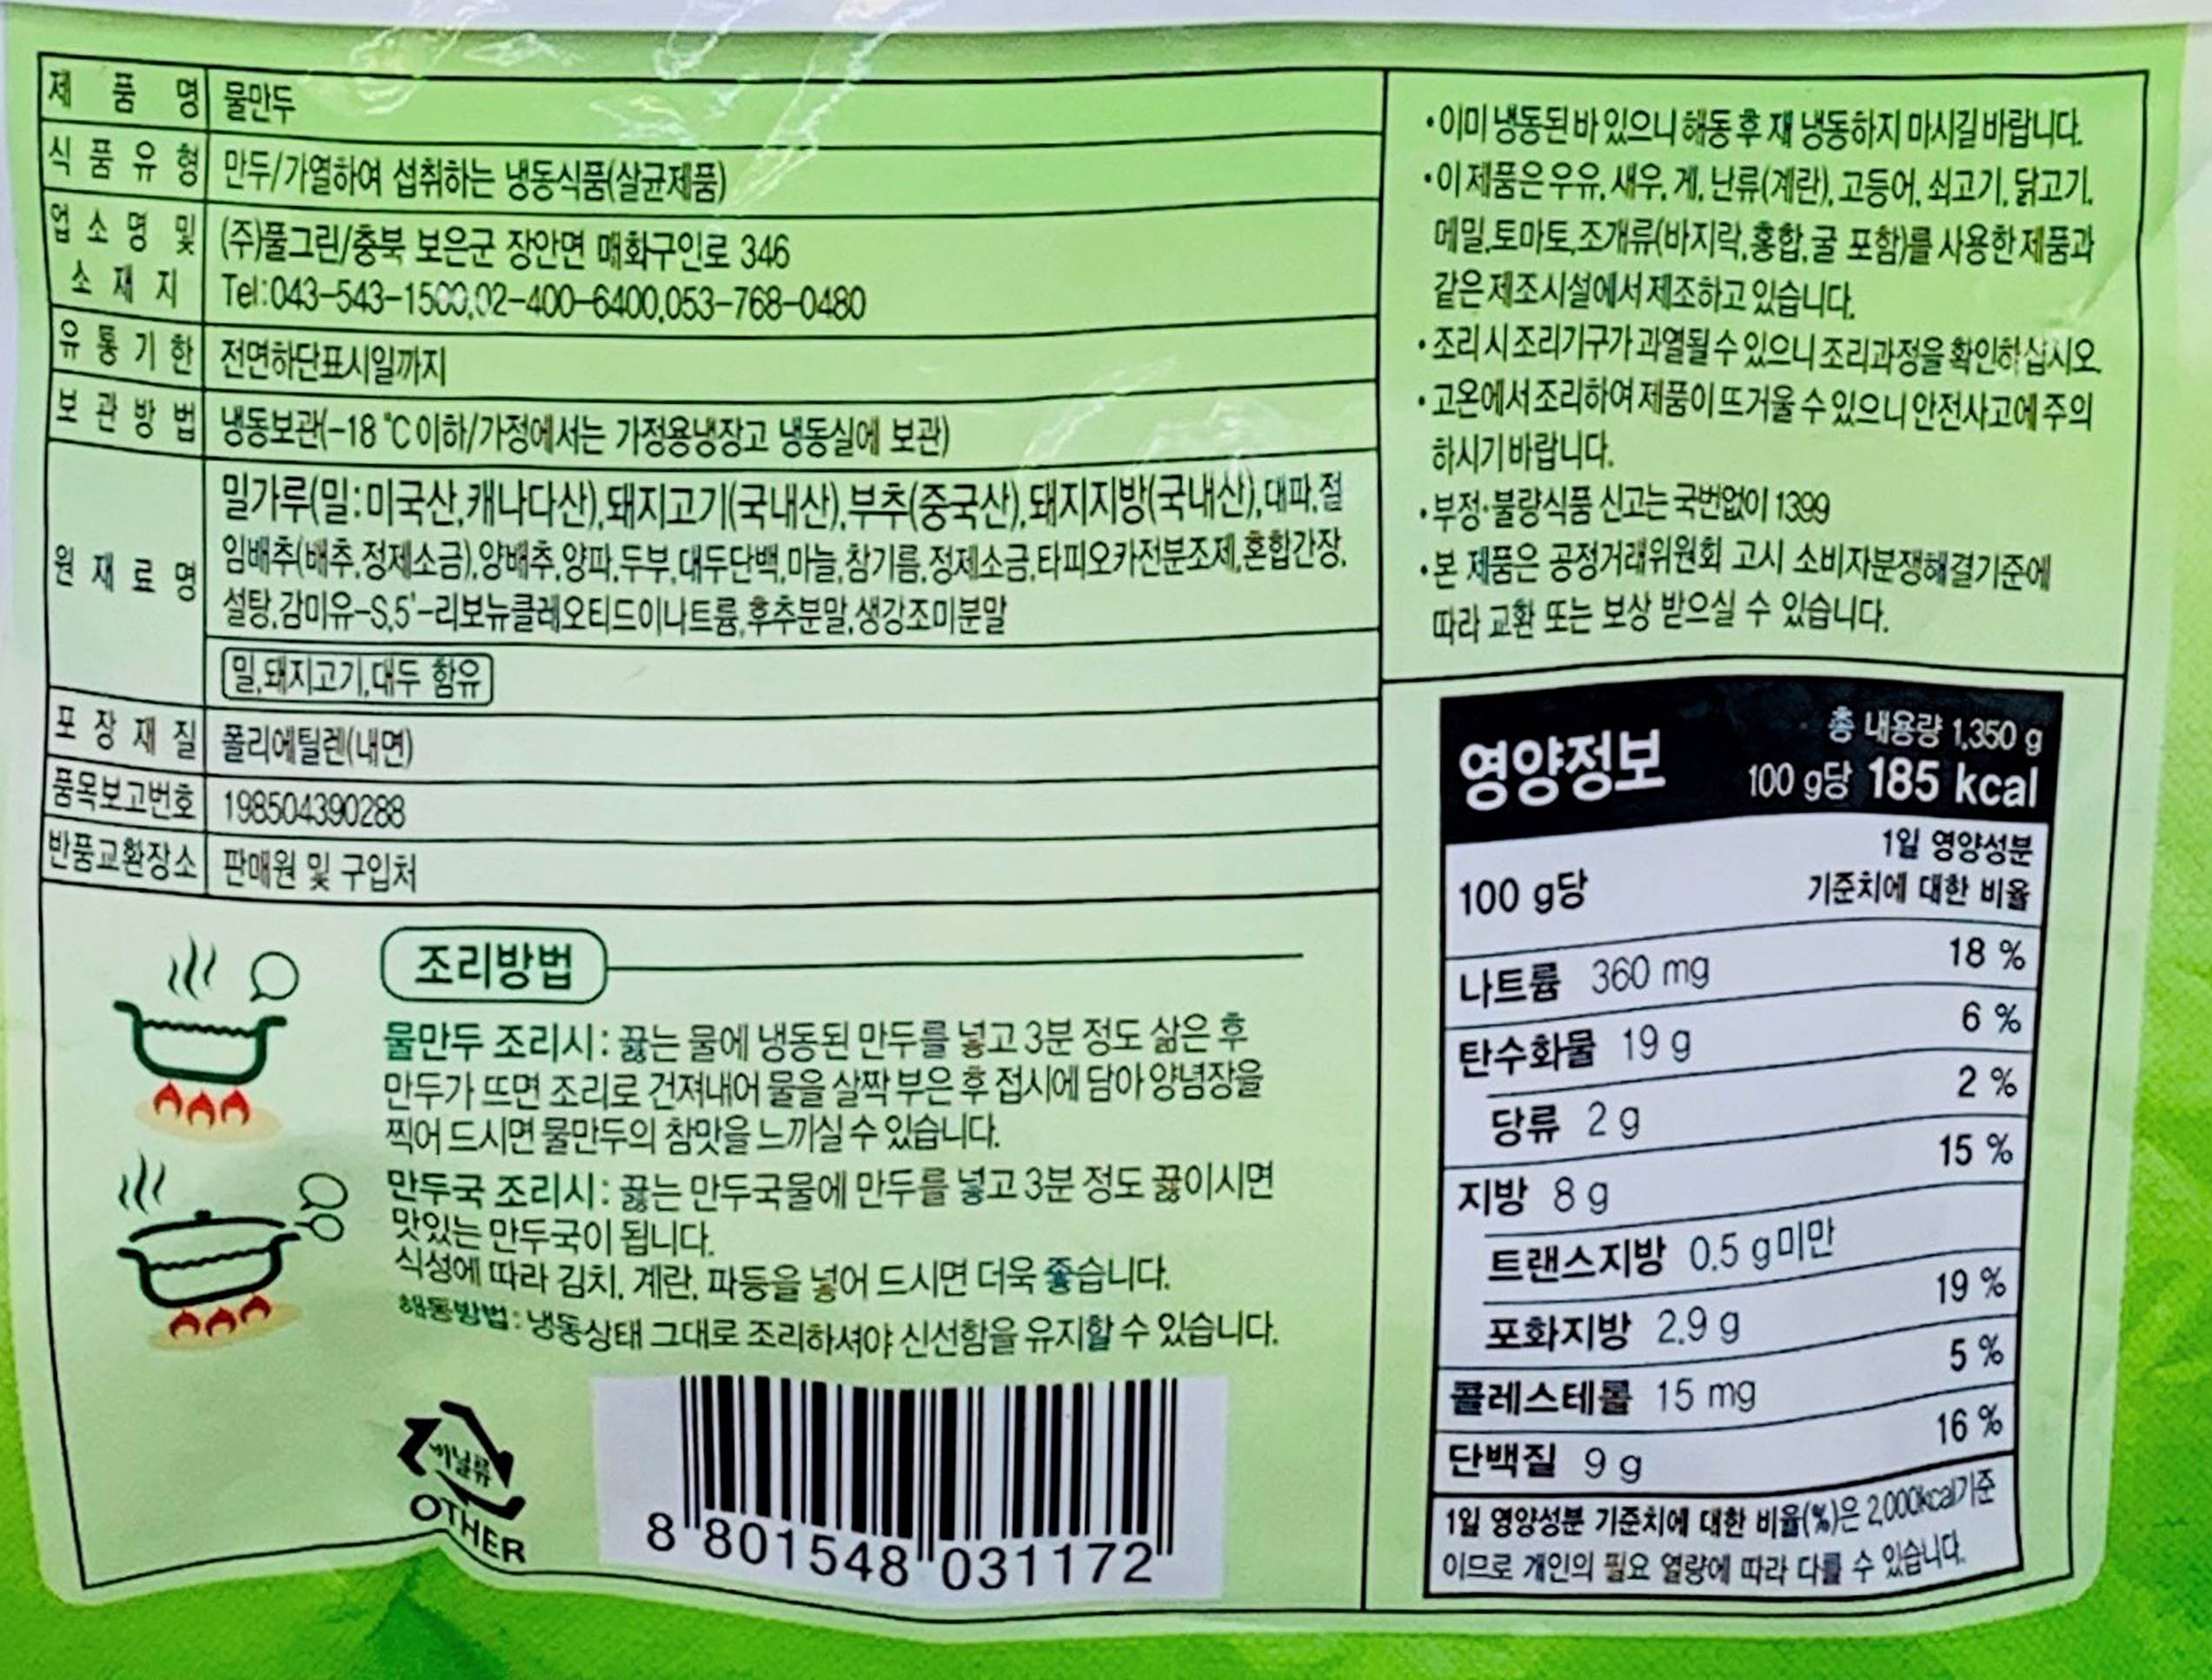 제 품 명 물만두
식 품 유 형 만두/가열하여 섭취하는 냉동식품(살균제품)
업 소 명 및 (주)풀그린/충북 보은군 장안면 매화구인로 346
소 재 지 Tel:043-543-1500,02-400-6400,053-768-0480
유 통 기 한 전면하단표시일까지
보 관 방 법 냉동보관(-18 ℃ 이하/가정에서는 가정용냉장고 냉동실에 보관)
원 재 료 명
밀가루(밀:미국산,캐나다산),돼지고기(국내산),부추(중국산),돼지지방(국내산),대파,절
임배추(배추,정제소금),양배추,양파,두부,대두단백,마늘,참기름,정제소금,타피오카전분조제,혼합간장,
설탕,감미유-S,5'-리보뉴클레오티드이나트륨,후추분말,생강조미분말
밀,돼지고기,대두 함유
포 장 재 질 폴리에틸렌(내면)
품목보고번호 198504390288
반품교환장소 판매원 및 구입처
조리방법
물만두 조리시: 끓는 물에 냉동된 만두를 넣고 3분 정도 삶은 후
만두가 뜨면 조리로 건져내어 물을 살짝 부은 후 접시에 담아 양념장을
찍어 드시면 물만두의 참맛을 느끼실 수 있습니다.
만두국 조리시: 끓는 만두국물에 만두를 넣고 3분 정도 끓이시면
맛있는 만두국이 됩니다.
식성에 따라 김치, 계란, 파등을 넣어 드시면 더욱 좋습니다.
해동방법: 냉동상태 그대로 조리하셔야 신선함을 유지할 수 있습니다.
비닐류
OTHER
8 801548 031172
•이미 냉동된 바 있으니 해동 후 재 냉동하지 마시길 바랍니다.
•이 제품은 우유, 새우, 게, 난류(계란), 고등어, 쇠고기, 닭고기,
메밀,토마토,조개류(바지락,홍합,굴 포함)를 사용한 제품과
같은 제조시설에서 제조하고 있습니다.
•조리 시 조리기구가 과열될 수 있으니 조리과정을 확인하십시오.
•고온에서 조리하여 제품이 뜨거울 수 있으니 안전사고에 주의
하시기 바랍니다.
•부정·불량식품 신고는 국번없이 1399
•본 제품은 공정거래위원회 고시 소비자분쟁해결기준에
따라 교환 또는 보상 받으실 수 있습니다.
영양정보
총 내용량 1,350 g
100 g당 185 kcal
100 g당
1일 영양성분
기준치에 대한 비율
나트륨 360 mg 18 %
탄수화물 19 g 6 %
당류 2 g 2 %
지방 8 g 15 %
트랜스지방 0.5 g미만
포화지방 2.9 g 19 %
콜레스테롤 15 mg 5 %
단백질 9 g 16 %
1일 영양성분 기준치에 대한 비율(%)은 2,000kcal기준
이므로 개인의 필요 열량에 따라 다를 수 있습니다.